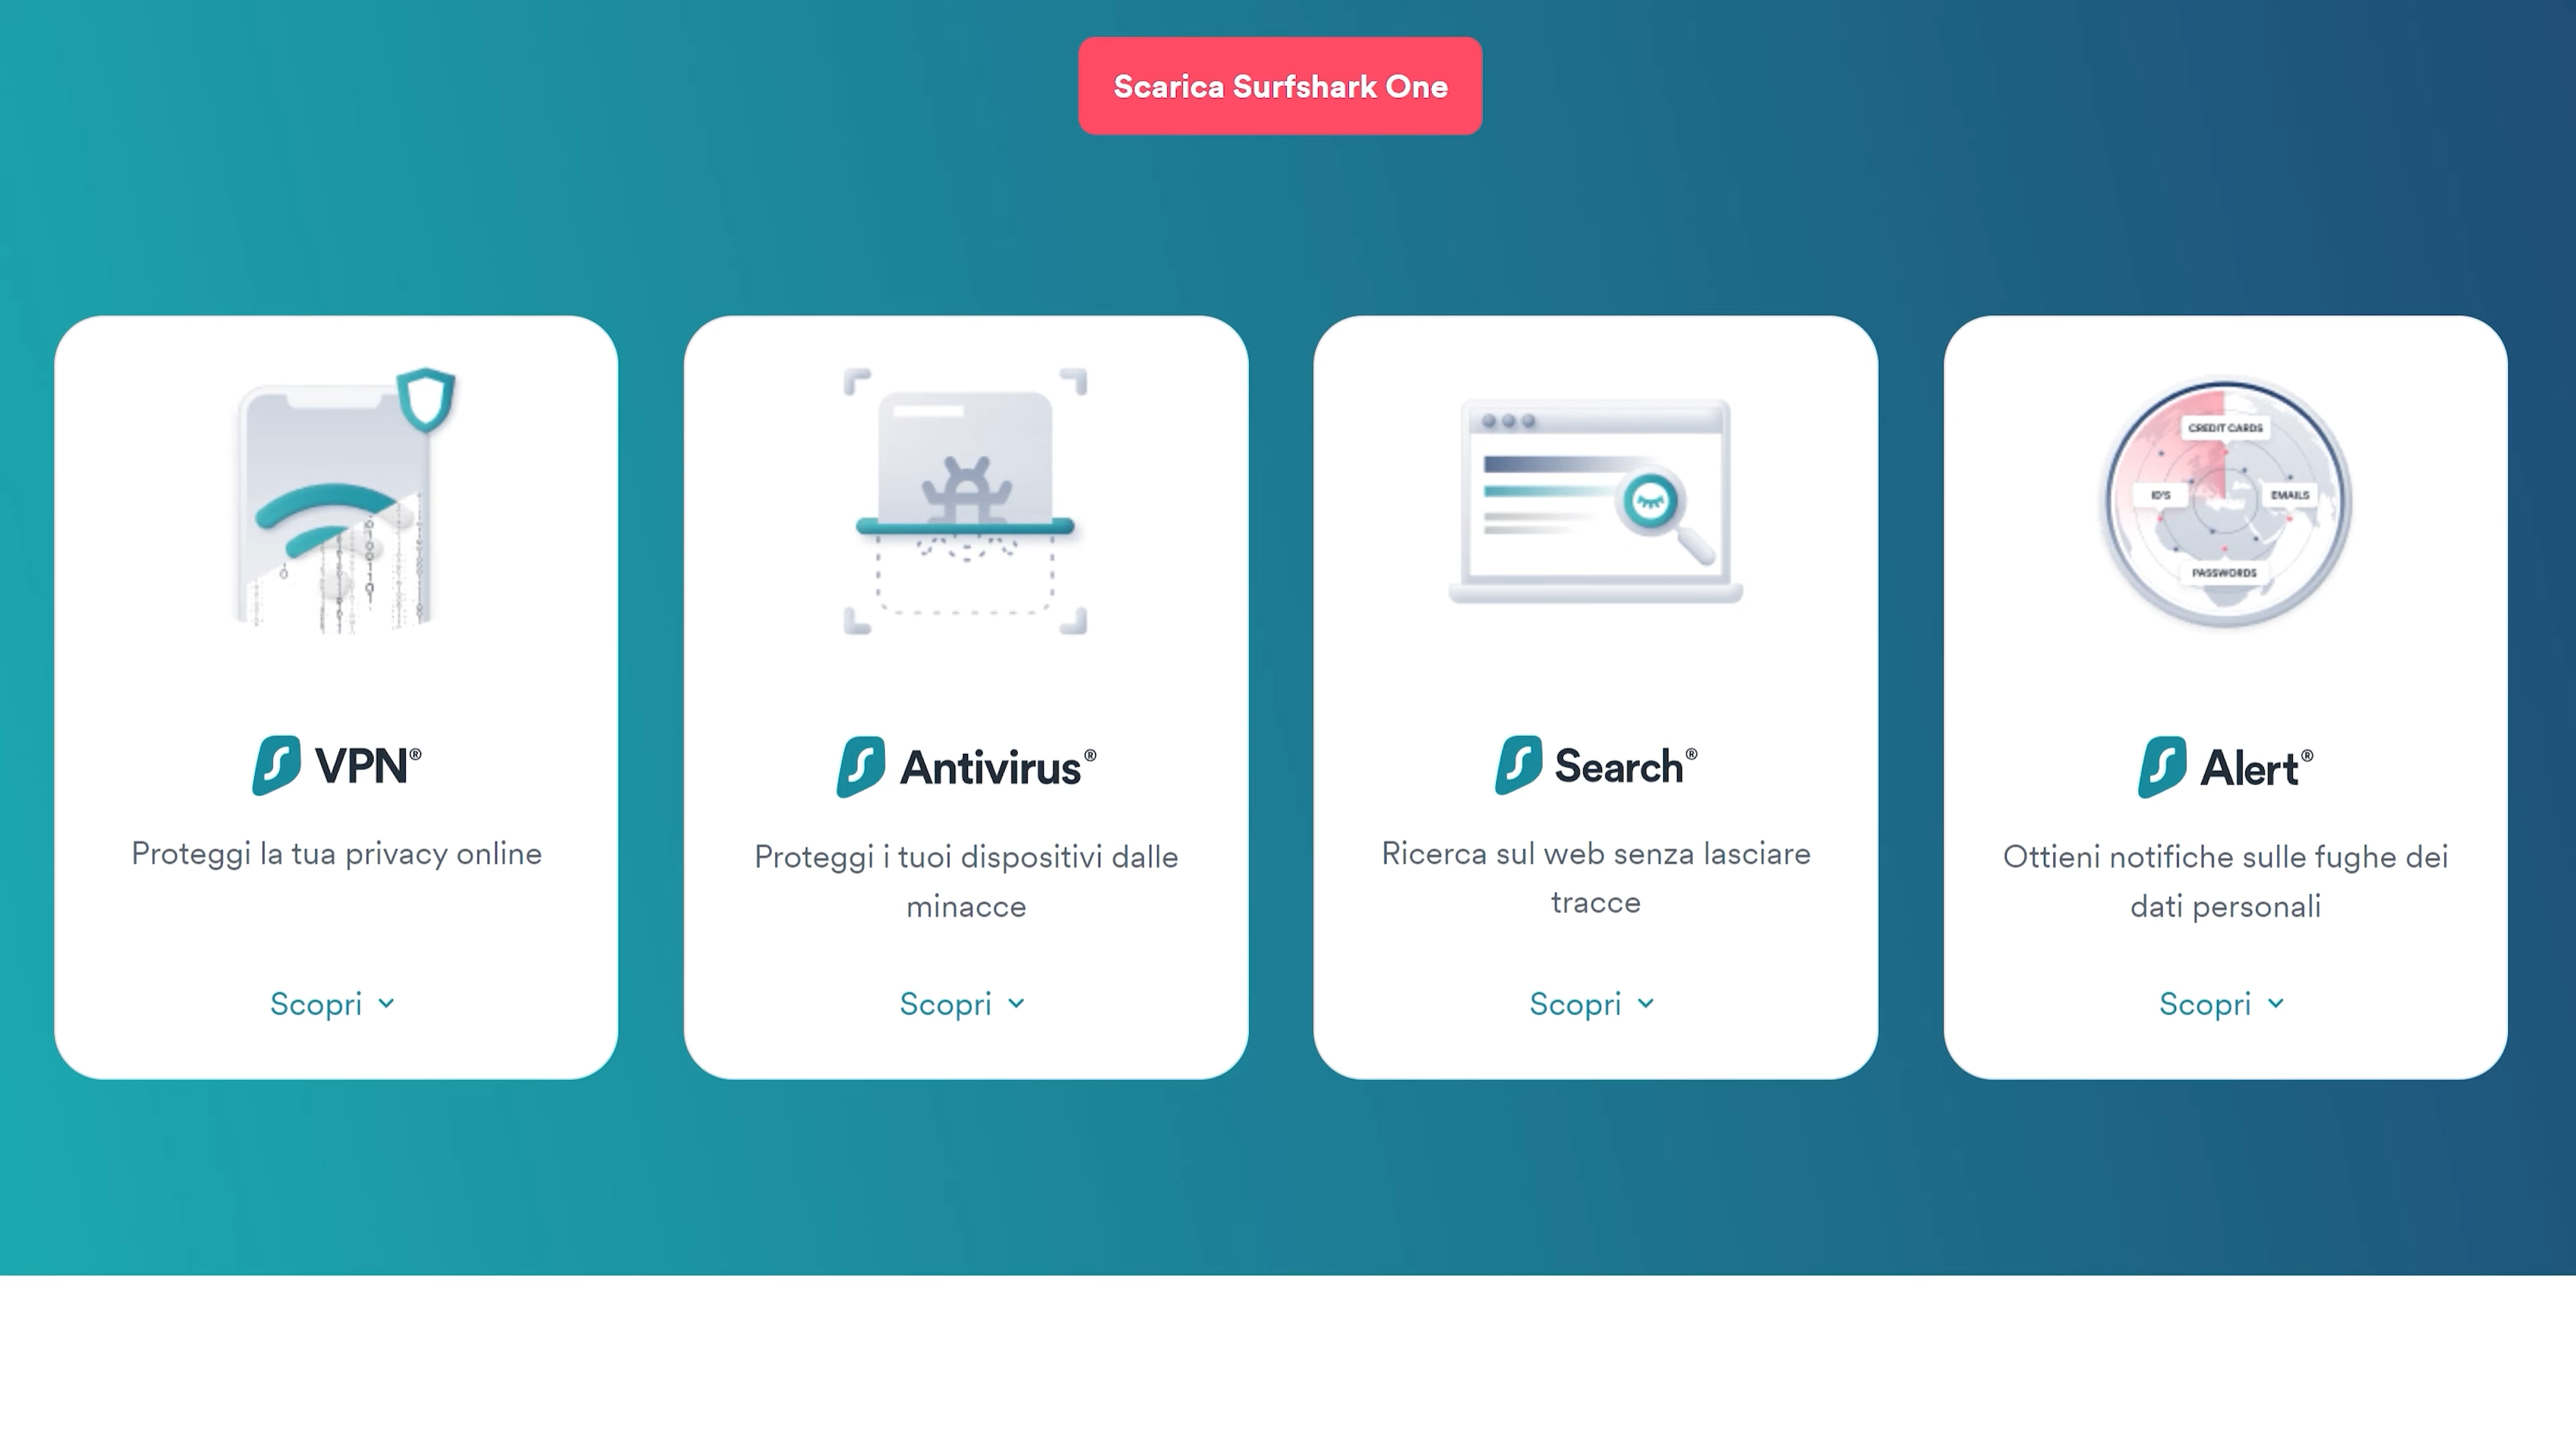 Scarica Surfshark One
CREDIT CARDS
ID'S
EMAILS
PASSWORDS
VPN®
Antivirus®
Search®
Alert®
Proteggi la tua privacy online
Proteggi i tuoi dispositivi dalle
minacce
Ricerca sul web senza lasciare
tracce
Ottieni notifiche sulle fughe dei
dati personali
Scopri
Scopri
Scopri
Scopri